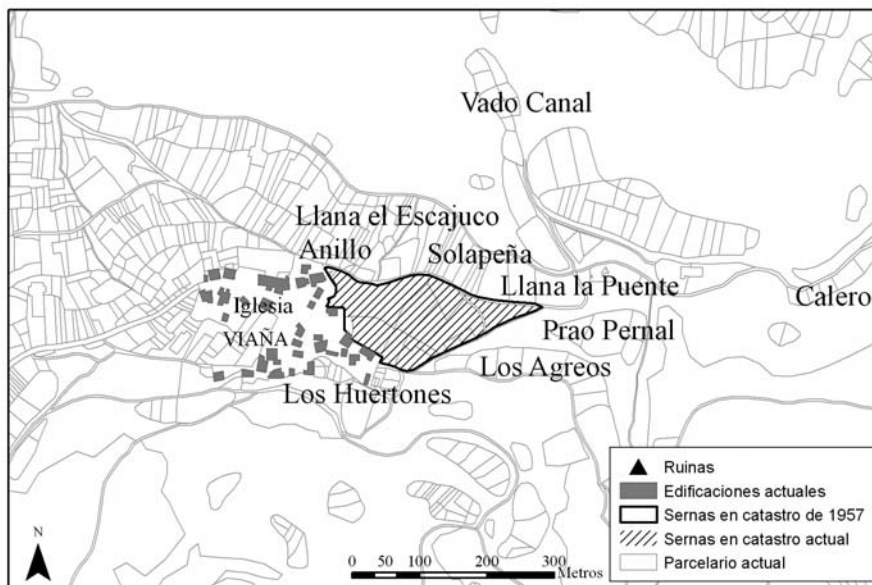 Vado Canal
Llana el Escajuco
Anillo
Solapeña
Llana la Puente
Calero
Iglesia
Prao Pernal
VIAÑA
Los Agreos
Los Huertones
Ruinas
Edificaciones actuales
Sernas en catastro de 1957
Sernas en catastro actual
Parcelario actual
N
0 50 100 200 300
Metros